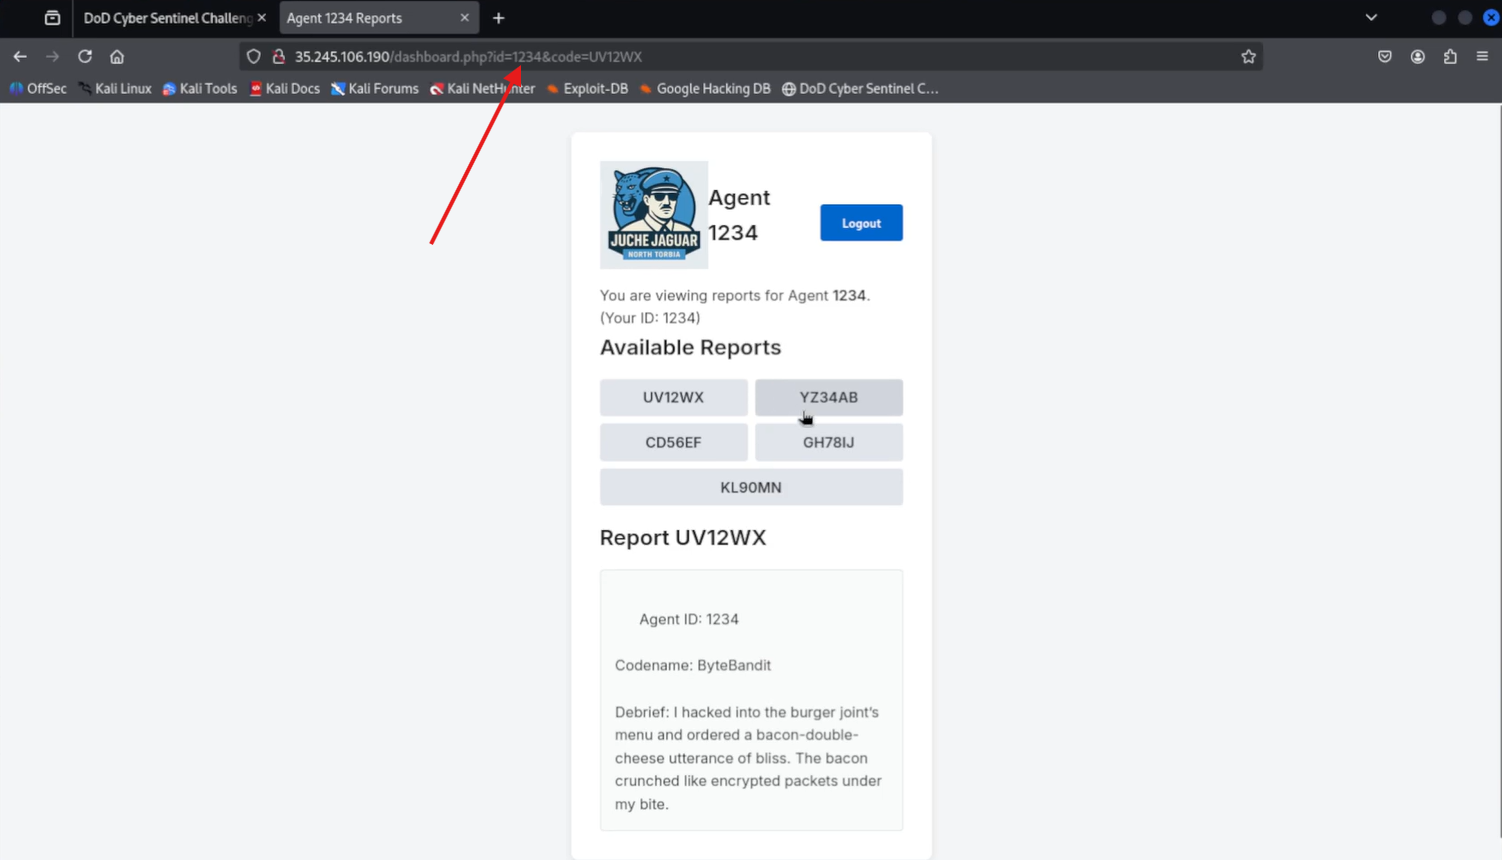 DoD Cyber Sentinel Challeng
Agent 1234 Reports
35.245.106.190/dashboard.php?id=1234&code=UV12WX
OffSec
Kali Linux
Kali Tools
Kali Docs
Kali Forums
Kali NetHunter
Exploit-DB
Google Hacking DB
DoD Cyber Sentinel C...
JUCHE JAGUAR
NORTH TORBIA
Agent
1234
Logout
You are viewing reports for Agent 1234.
(Your ID: 1234)
Available Reports
UV12WX
YZ34AB
CD56EF
GH78IJ
KL90MN
Report UV12WX
Agent ID: 1234
Codename: ByteBandit
Debrief: I hacked into the burger joint's
menu and ordered a bacon-double-
cheese utterance of bliss. The bacon
crunched like encrypted packets under
my bite.